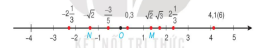 -2 1/3 -√2 -3/5 0,3 √2 √3 2 1/3 4,1(6)
-4 -3 -2 N -1 O 1 M 2 3 4 5